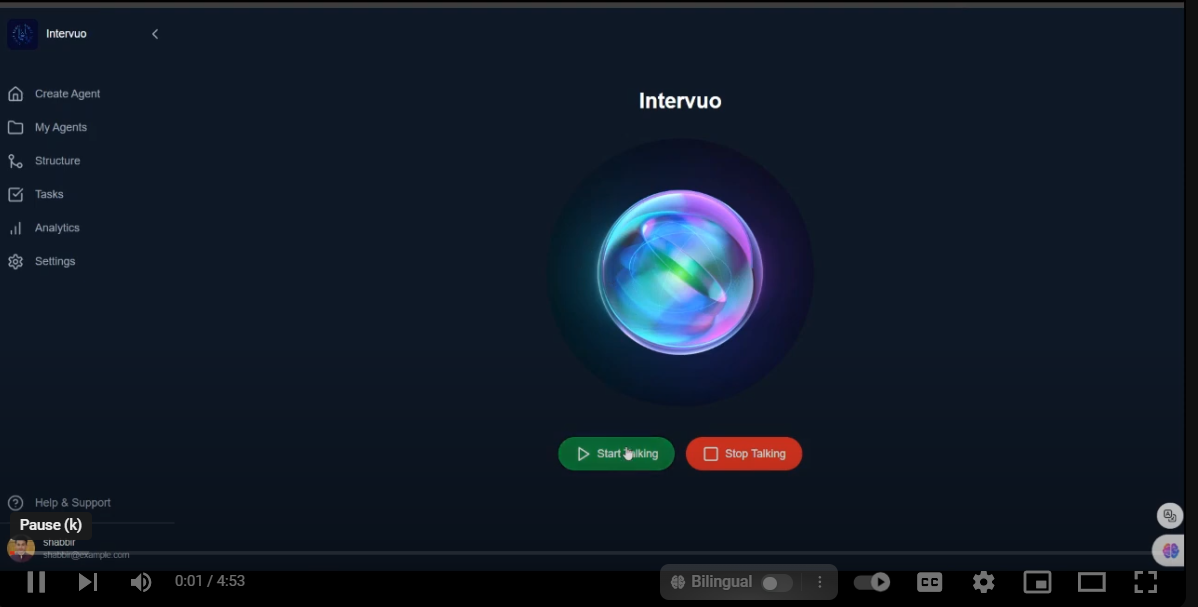 Intervuo
Create Agent
My Agents
Structure
Tasks
Analytics
Settings
Intervuo
Start Talking
Stop Talking
Help & Support
Pause (k)
shabbir
shabbir@example.com
0:01 / 4:53
Bilingual
CC